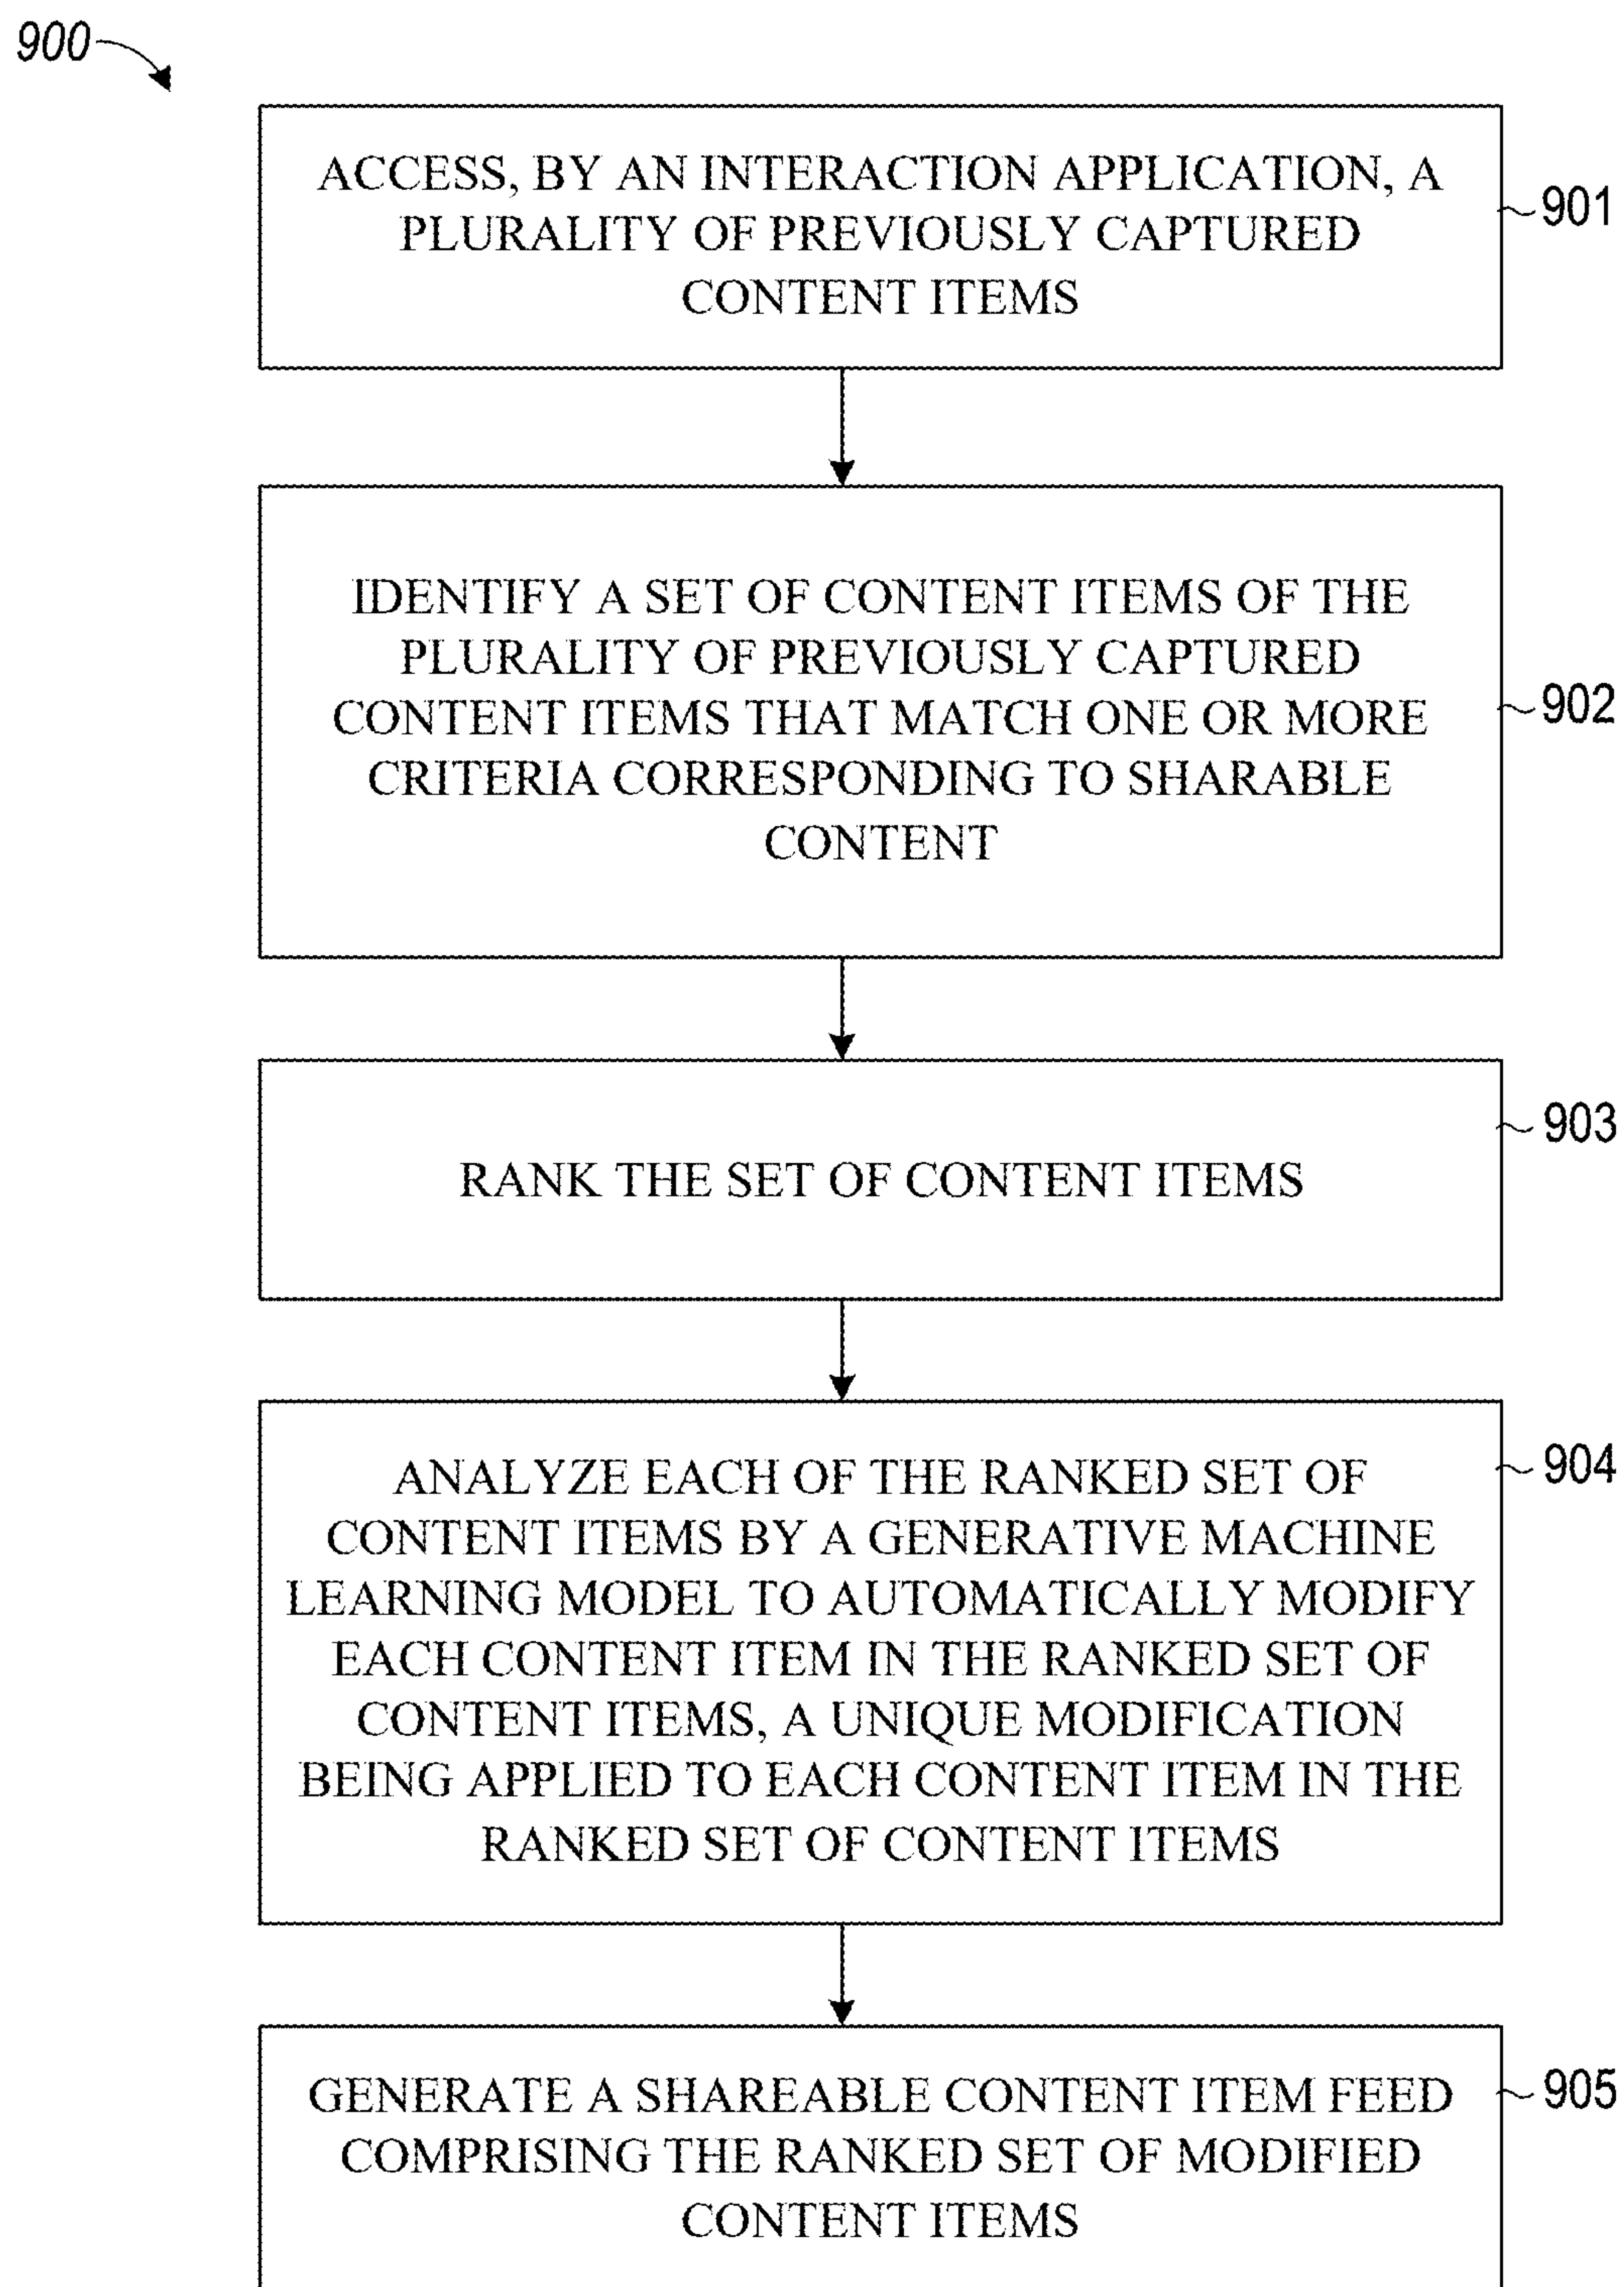 900
ACCESS, BY AN INTERACTION APPLICATION, A
PLURALITY OF PREVIOUSLY CAPTURED
CONTENT ITEMS
901
IDENTIFY A SET OF CONTENT ITEMS OF THE
PLURALITY OF PREVIOUSLY CAPTURED
CONTENT ITEMS THAT MATCH ONE OR MORE
CRITERIA CORRESPONDING TO SHARABLE
CONTENT
902
RANK THE SET OF CONTENT ITEMS
903
ANALYZE EACH OF THE RANKED SET OF
CONTENT ITEMS BY A GENERATIVE MACHINE
LEARNING MODEL TO AUTOMATICALLY MODIFY
EACH CONTENT ITEM IN THE RANKED SET OF
CONTENT ITEMS, A UNIQUE MODIFICATION
BEING APPLIED TO EACH CONTENT ITEM IN THE
RANKED SET OF CONTENT ITEMS
904
GENERATE A SHAREABLE CONTENT ITEM FEED
COMPRISING THE RANKED SET OF MODIFIED
CONTENT ITEMS
905